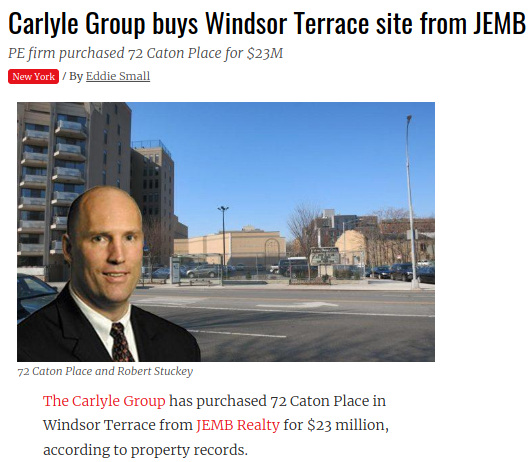 Carlyle Group buys Windsor Terrace site from JEMB
PE firm purchased 72 Caton Place for $23M
New York / By Eddie Small
72 Caton Place and Robert Stuckey
The Carlyle Group has purchased 72 Caton Place in
Windsor Terrace from JEMB Realty for $23 million,
according to property records.